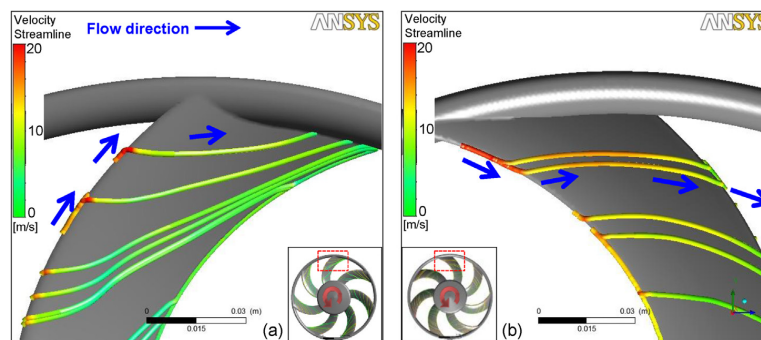 Velocity
Streamline
Flow direction
ANSYS
20
10
0
[m/s]
0
0.03 (m)
0.015
(a)
Velocity
Streamline
ANSYS
20
10
0
[m/s]
0
0.03 (m)
0.015
(b)